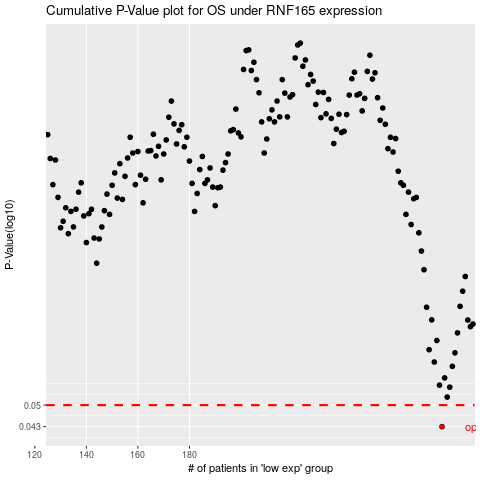 Cumulative P-Value plot for OS under RNF165 expression
P-Value(log10)
0.05
0.043
op
120
140
160
180
# of patients in 'low exp' group